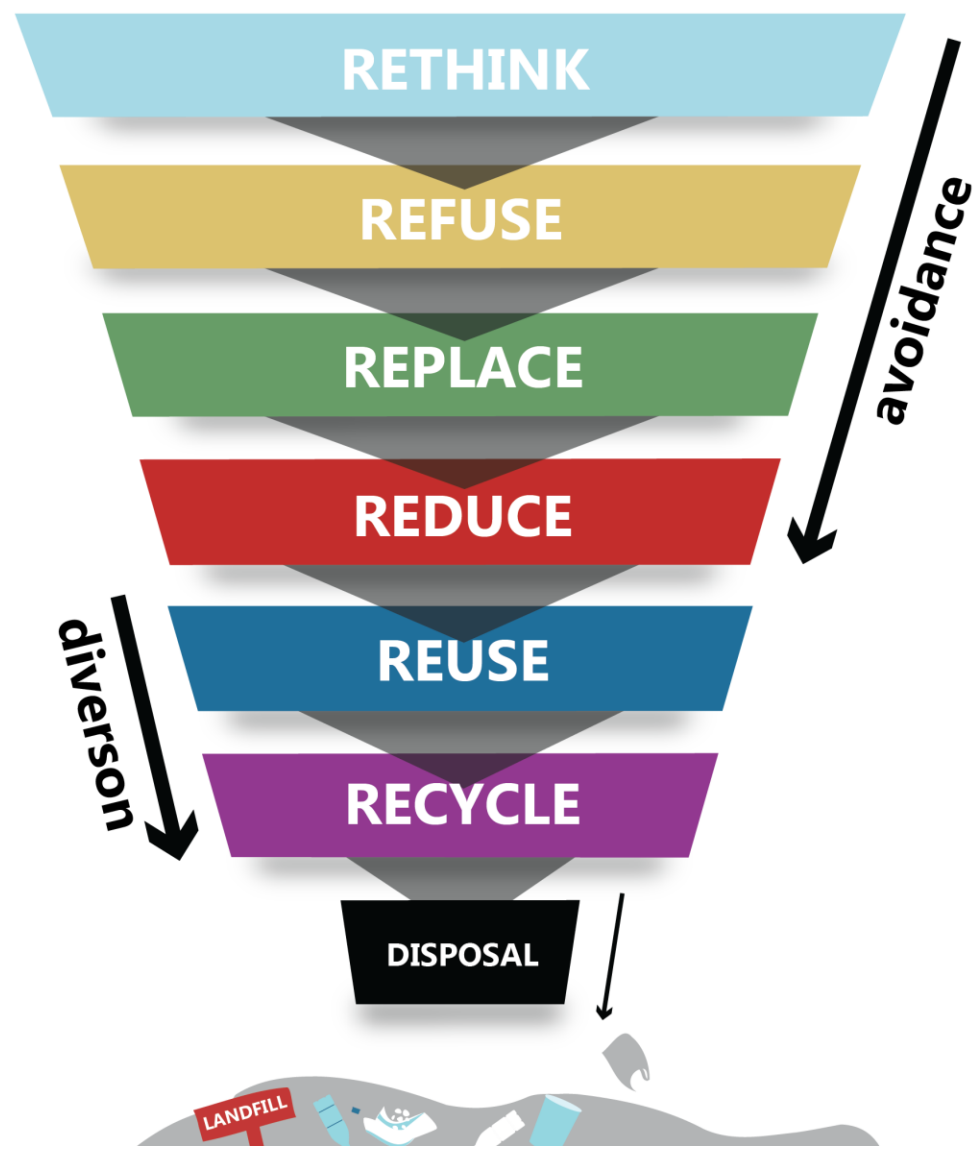 RETHINK
REFUSE
avoidance
REPLACE
REDUCE
diverson
REUSE
RECYCLE
DISPOSAL
LANDFILL